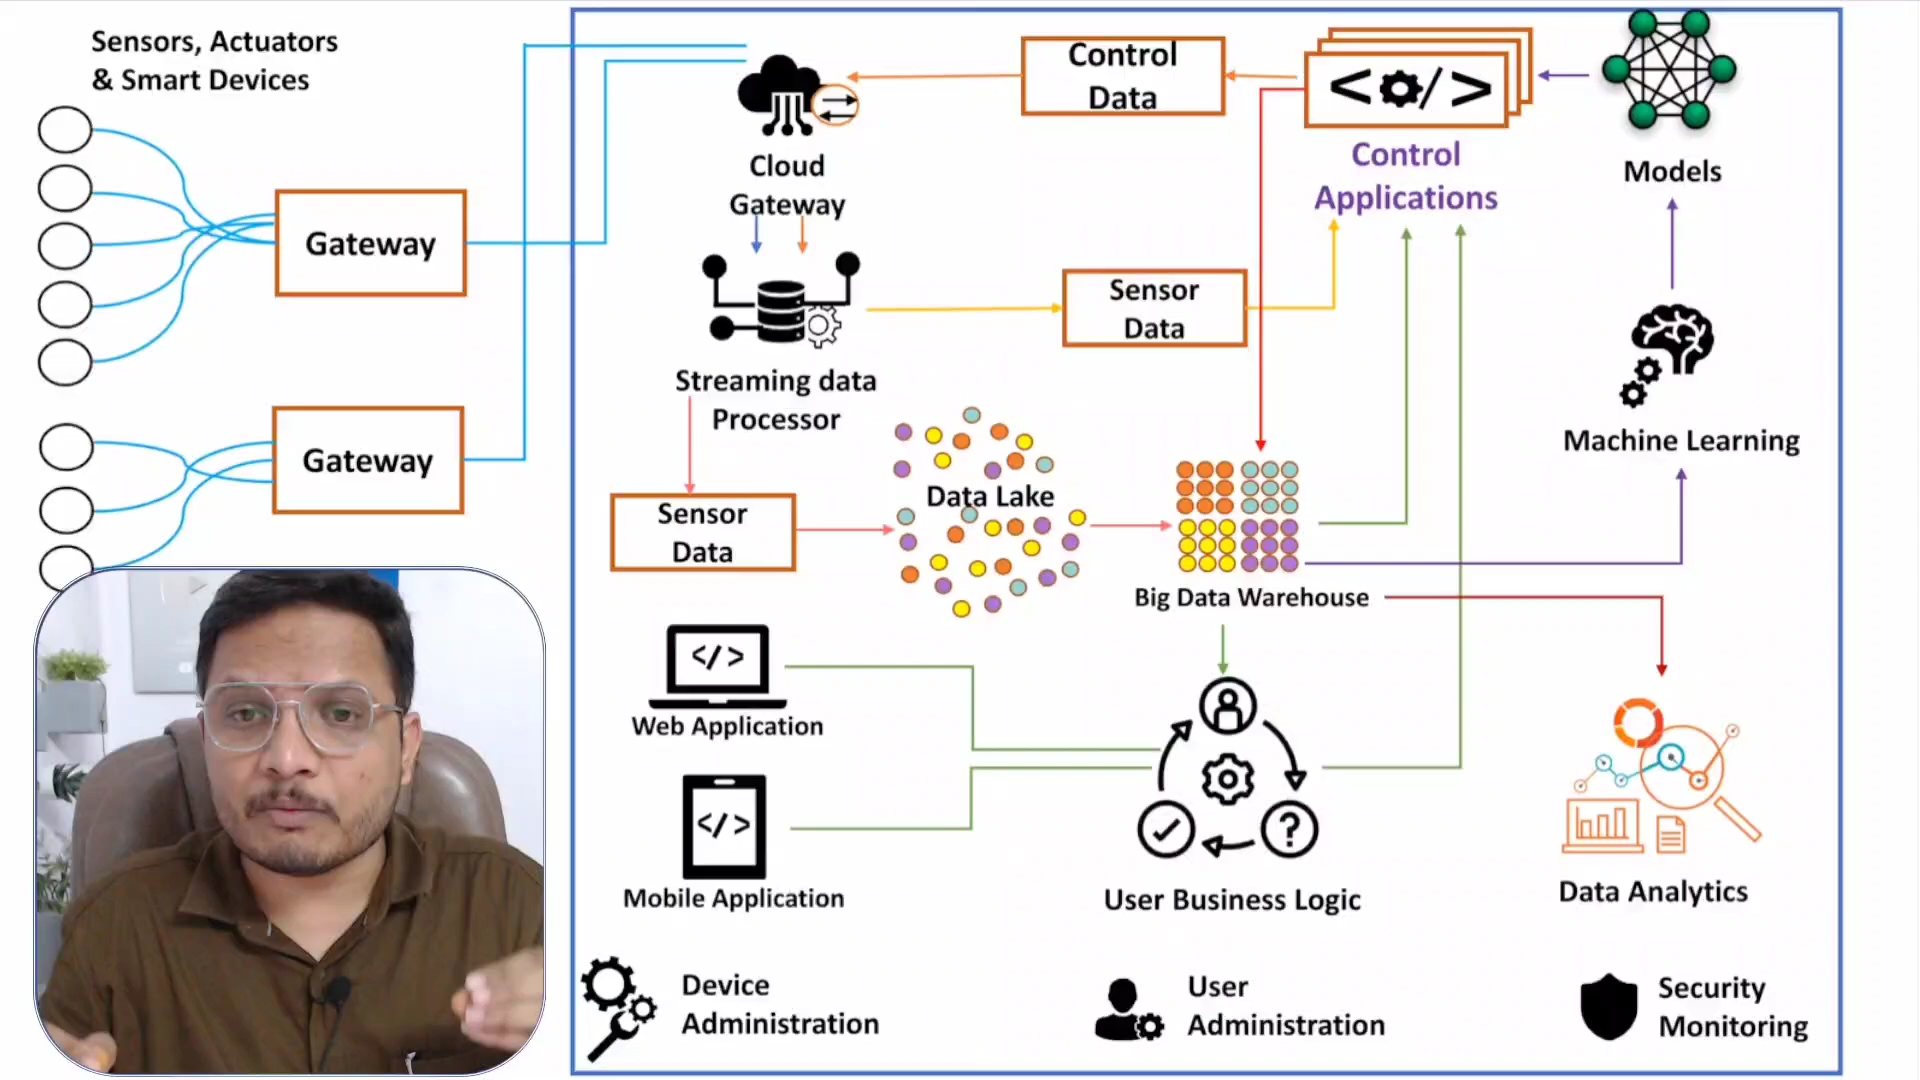 Sensors, Actuators
& Smart Devices
Gateway
Gateway
Cloud
Gateway
Control
Data
< /
>
Control
Applications
Models
Streaming data
Processor
Sensor
Data
Machine Learning
Sensor
Data
Data Lake
Big Data Warehouse
</>
Web Application
</>
Mobile Application
?
User Business Logic
Data Analytics
Device
Administration
User
Administration
Security
Monitoring